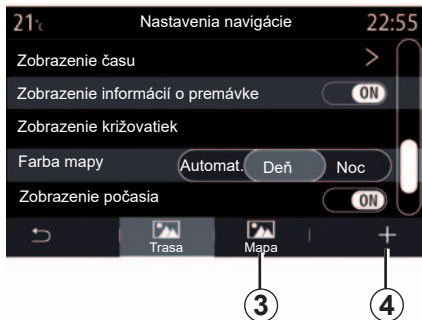 21°c Nastavenia navigácie 22:55
Zobrazenie času >
Zobrazenie informácií o premávke ON
Zobrazenie križovatiek
Farba mapy Automat. Deň Noc
Zobrazenie počasia ON
Trasa Mapa +
3 4